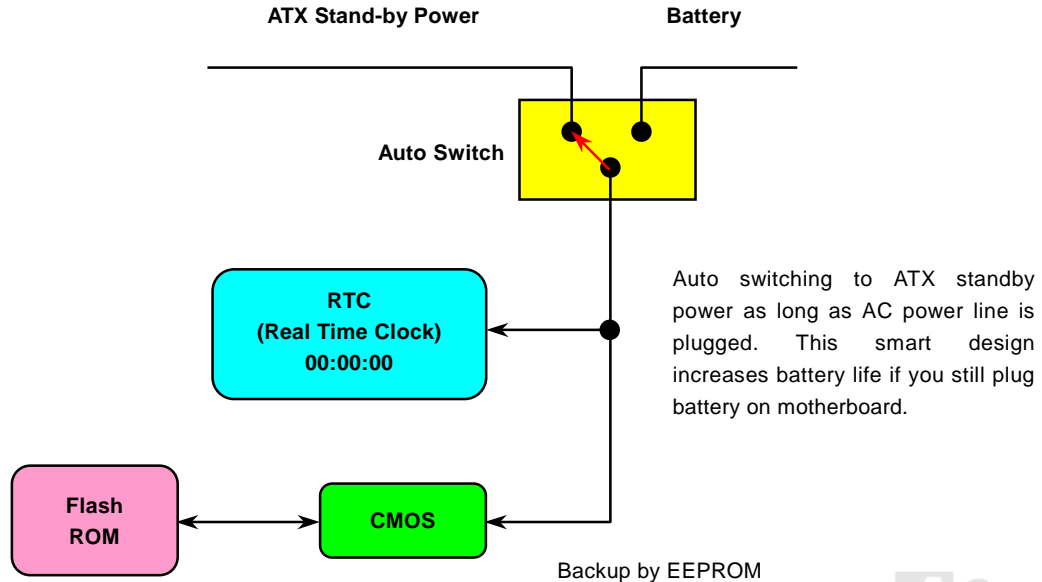 ATX Stand-by Power
Battery
Auto Switch
RTC
(Real Time Clock)
00:00:00
Auto switching to ATX standby
power as long as AC power line is
plugged. This smart design
increases battery life if you still plug
battery on motherboard.
Flash
ROM
CMOS
Backup by EEPROM